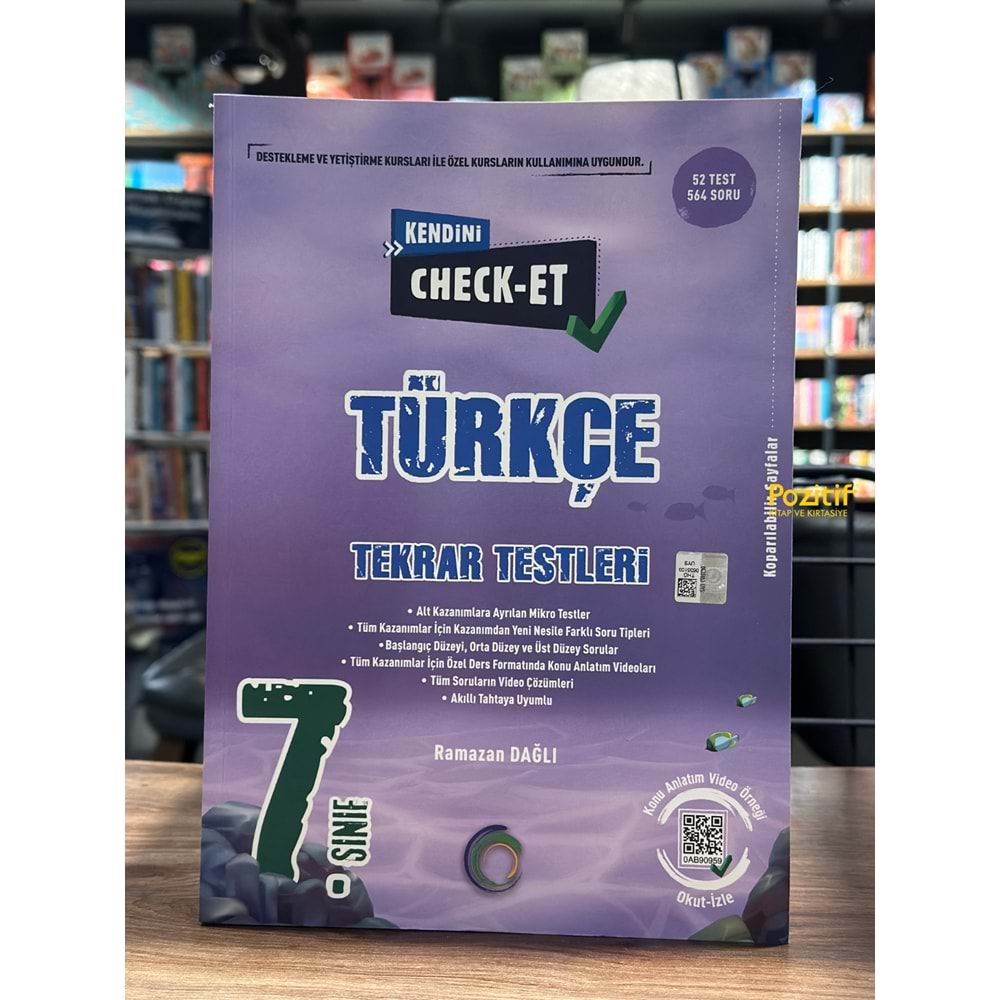 DESTEKLEME VE YETİŞTİRME KURSLARI İLE ÖZEL KURSLARIN KULLANIMINA UYGUNDUR.
52 TEST
564 SORU
KENDİNİ
CHECK-ET
TÜRKÇE
TEKRAR TESTLERİ
• Alt Kazanımlara Ayrılan Mikro Testler
• Tüm Kazanımlar İçin Kazanımdan Yeni Nesile Farklı Soru Tipleri
• Başlangıç Düzeyi, Orta Düzey ve Üst Düzey Sorular
• Tüm Kazanımlar İçin Özel Ders Formatında Konu Anlatım Videoları
• Tüm Soruların Video Çözümleri
• Akıllı Tahtaya Uyumlu
Ramazan DAĞLI
7. SINIF
Koparılabilir Sayfalar
Pozitif
KİTAP VE KIRTASİYE
Konu Anlatım Video Örneği
0AB90959
Okut-İzle